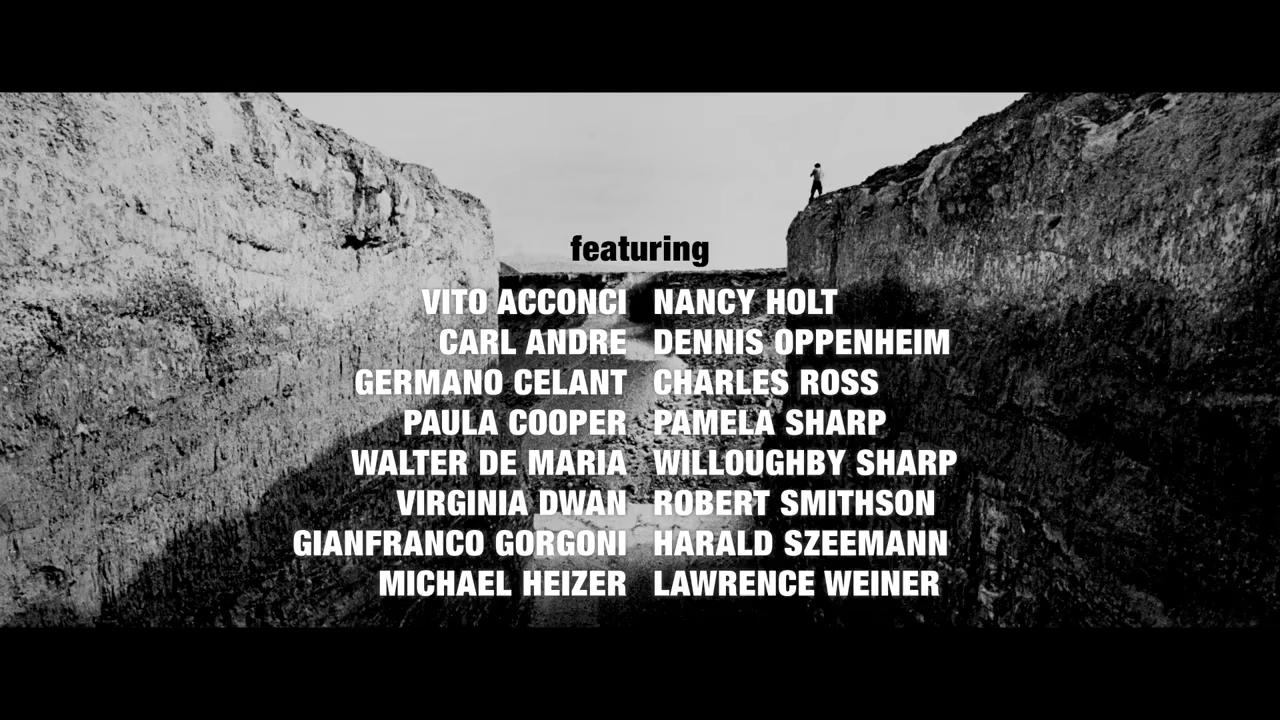 featuring
VITO ACCONCI NANCY HOLT
CARL ANDRE DENNIS OPPENHEIM
GERMANO CELANT CHARLES ROSS
PAULA COOPER PAMELA SHARP
WALTER DE MARIA WILLOUGHBY SHARP
VIRGINIA DWAN ROBERT SMITHSON
GIANFRANCO GORGONI HARALD SZEEMANN
MICHAEL HEIZER LAWRENCE WEINER